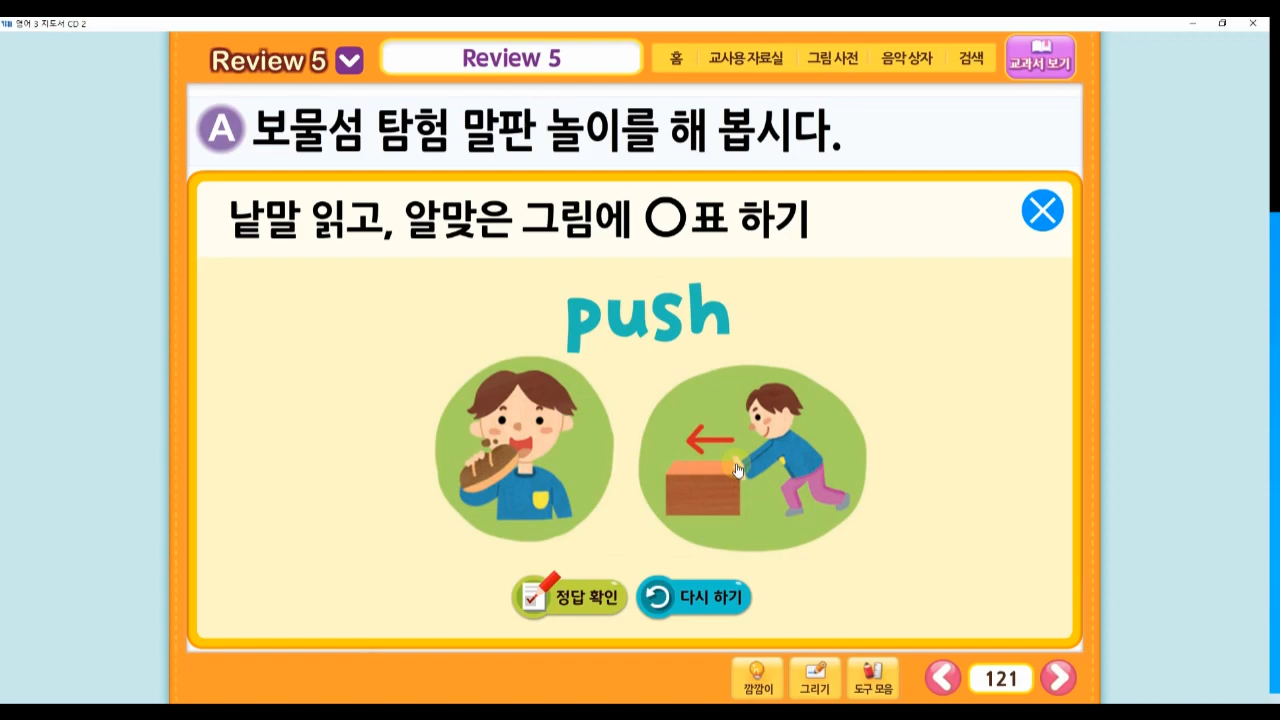 영어 3 지도서 CD 2
Review 5
Review 5
홈 교사용 자료실 그림 사전 음악 상자 검색
교과서 보기
A 보물섬 탐험 말판 놀이를 해 봅시다.
낱말 읽고, 알맞은 그림에 ○표 하기
push
정답 확인 다시 하기
깜깜이 그리기 도구 모음 121